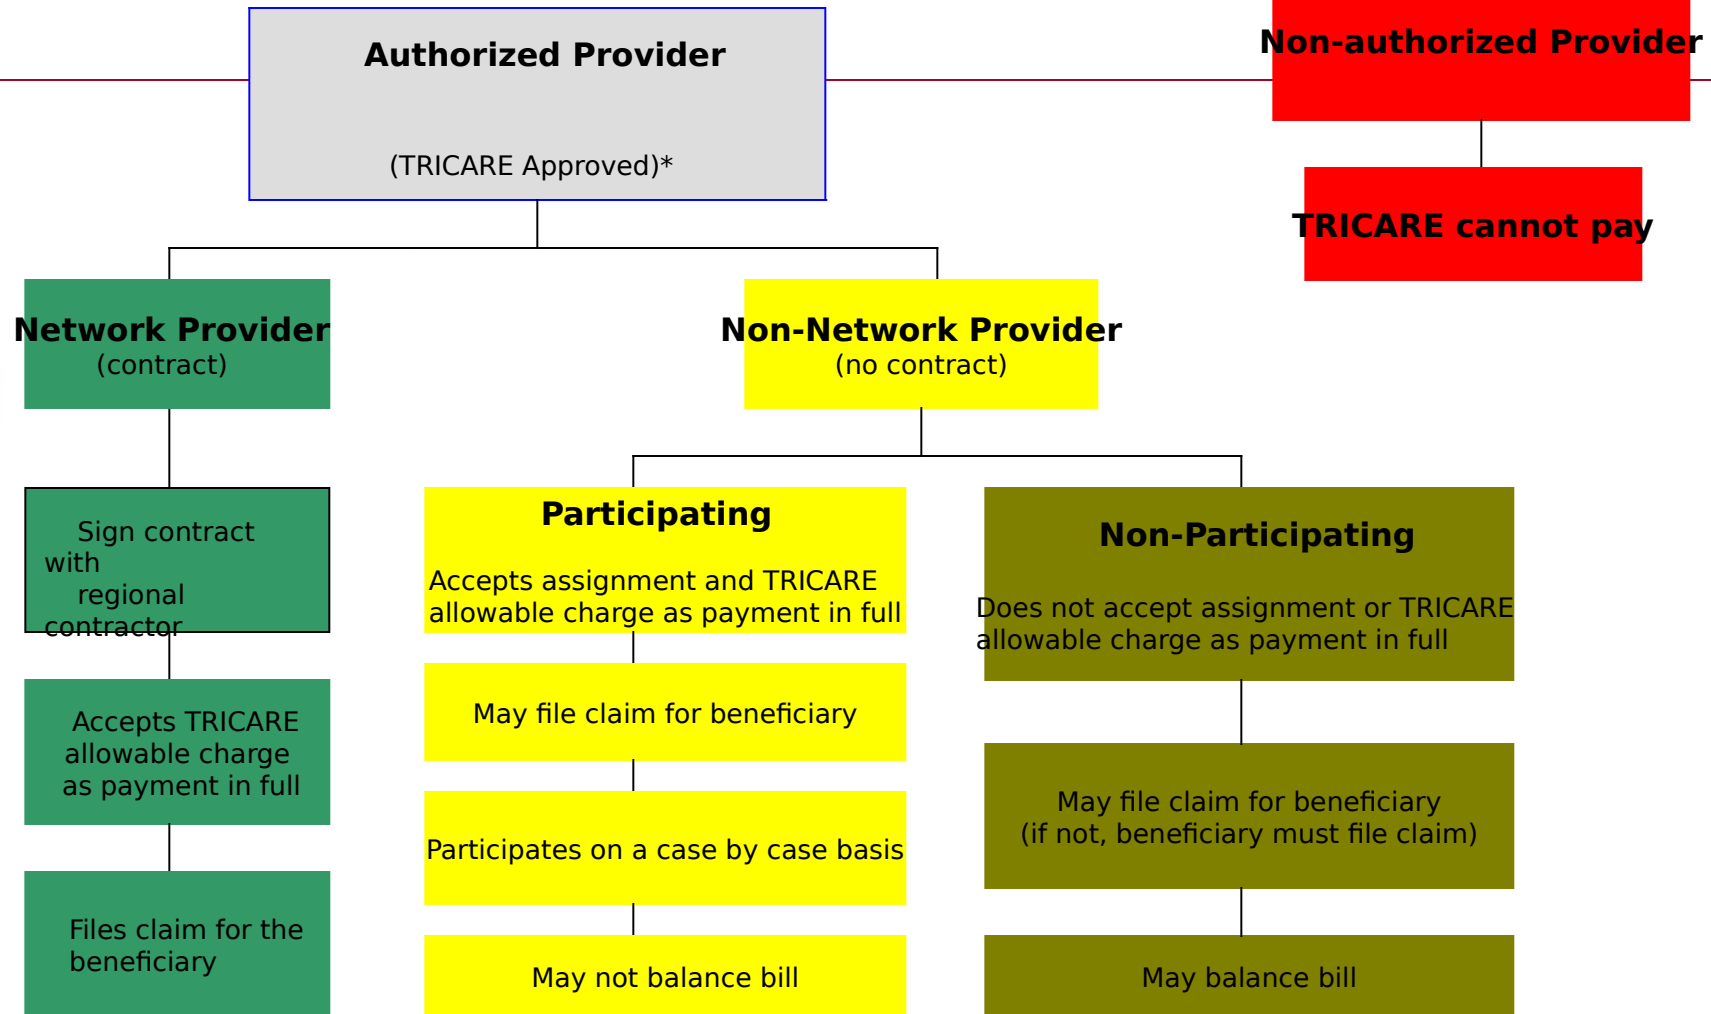 Authorized Provider
(TRICARE Approved)*
Non-authorized Provider
TRICARE cannot pay
Network Provider
(contract)
Non-Network Provider
(no contract)
Sign contract
with
regional
contractor
Accepts TRICARE
allowable charge
as payment in full
Files claim for the
beneficiary
Participating
Accepts assignment and TRICARE
allowable charge as payment in full
May file claim for beneficiary
Participates on a case by case basis
May not balance bill
Non-Participating
Does not accept assignment or TRICARE
allowable charge as payment in full
May file claim for beneficiary
(if not, beneficiary must file claim)
May balance bill